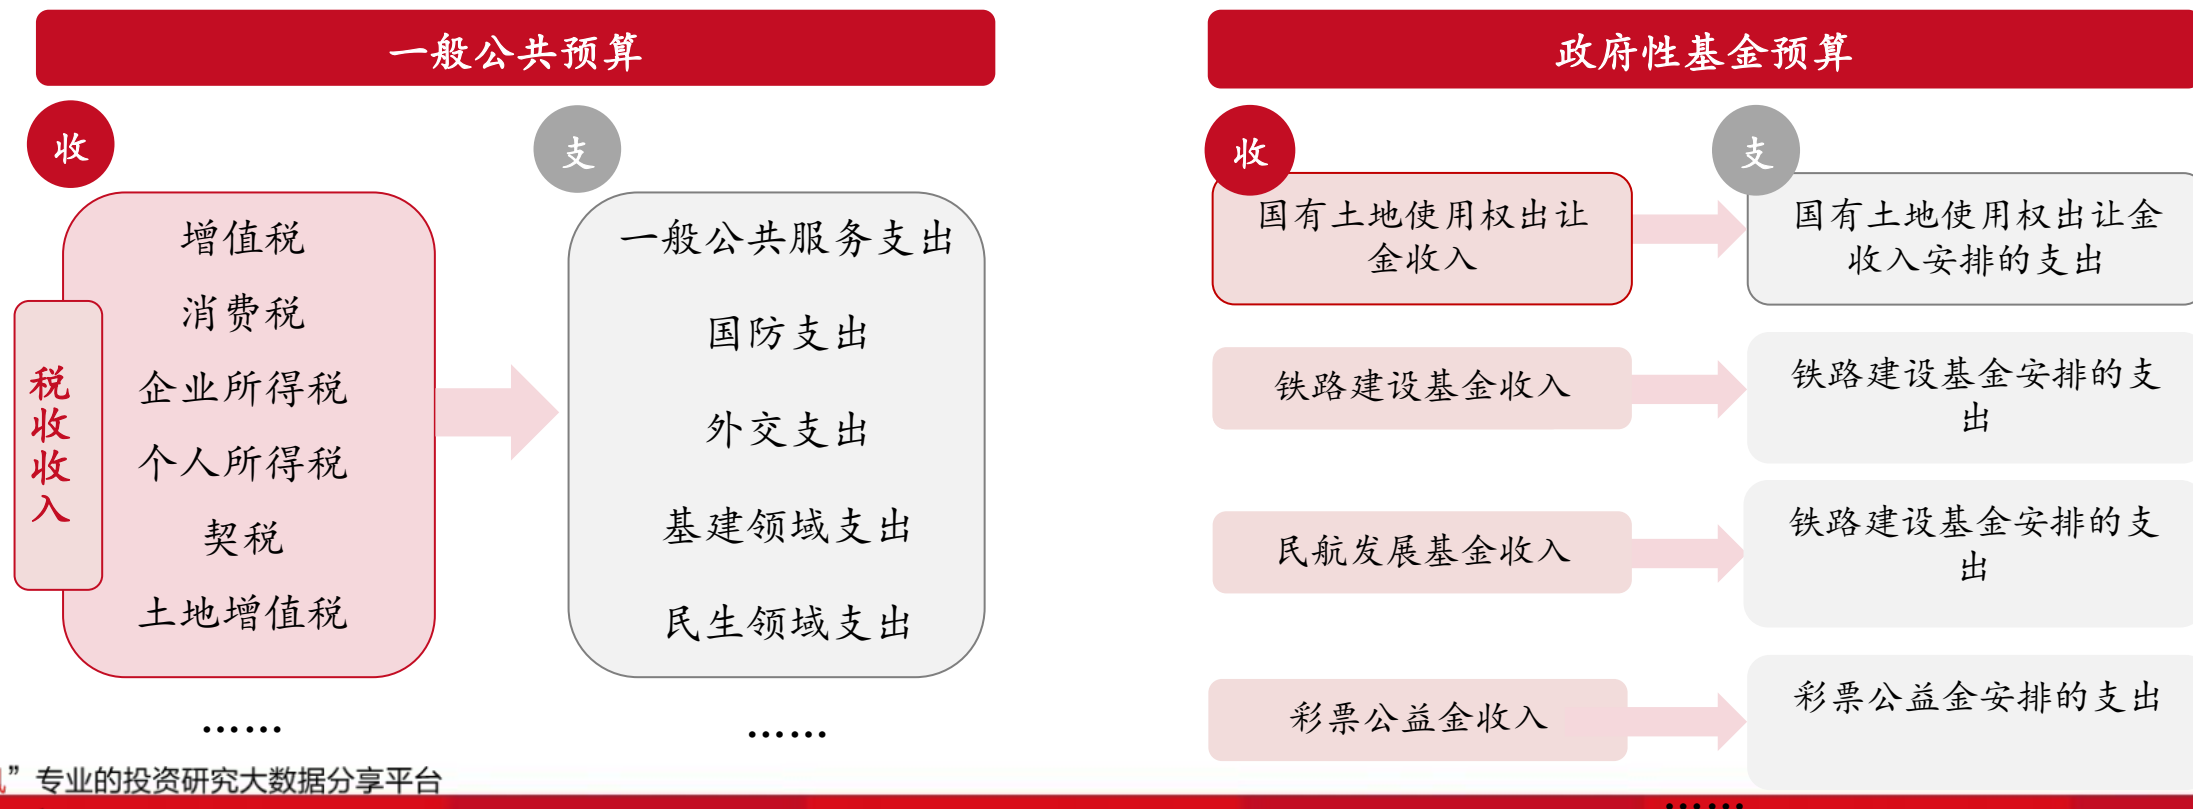 一般公共预算
收
支
税收收入
增值税
消费税
企业所得税
个人所得税
契税
土地增值税
……
一般公共服务支出
国防支出
外交支出
基建领域支出
民生领域支出
……
政府性基金预算
收
支
国有土地使用权出让
金收入
国有土地使用权出让金
收入安排的支出
铁路建设基金收入
铁路建设基金安排的支
出
民航发展基金收入
铁路建设基金安排的支
出
彩票公益金收入
彩票公益金安排的支出
……
”专业的投资研究大数据分享平台